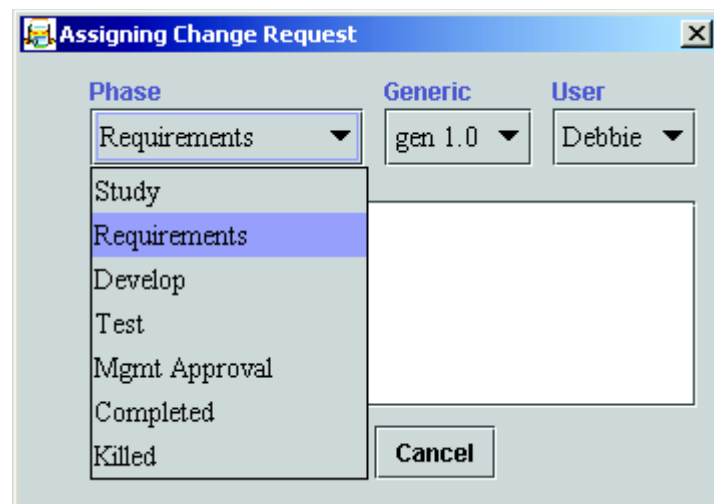 Assigning Change Request
Phase Generic User
Requirements gen 1.0 Debbie
Study
Requirements
Develop
Test
Mgmt Approval
Completed
Killed Cancel